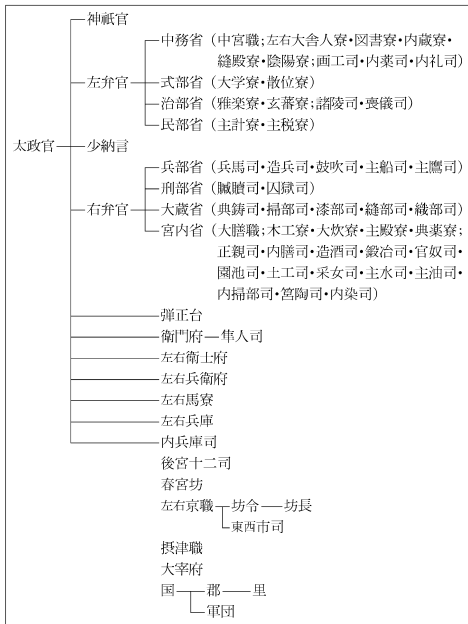 神祇官
中務省(中宮職;左右大舎人寮・図書寮・内蔵寮・
縫殿寮・陰陽寮;画工司・内薬司・内礼司)
左弁官
式部省(大学寮・散位寮)
治部省(雅楽寮・玄蕃寮;諸陵司・喪儀司)
民部省(主計寮・主税寮)
太政官
少納言
兵部省(兵馬司・造兵司・鼓吹司・主船司・主鷹司)
刑部省(贓贖司・囚獄司)
右弁官
大蔵省(典鋳司・掃部司・漆部司・縫部司・織部司)
宮内省(大膳職;木工寮・大炊寮・主殿寮・典薬寮;
正親司・内膳司・造酒司・鍛冶司・官奴司・
園池司・土工司・采女司・主水司・主油司・
内掃部司・筥陶司・内染司)
弾正台
衛門府 隼人司
左右衛士府
左右兵衛府
左右馬寮
左右兵庫
内兵庫司
後宮十二司
春宮坊
左右京職 坊令 坊長
東西市司
摂津職
大宰府
国 郡 里
軍団